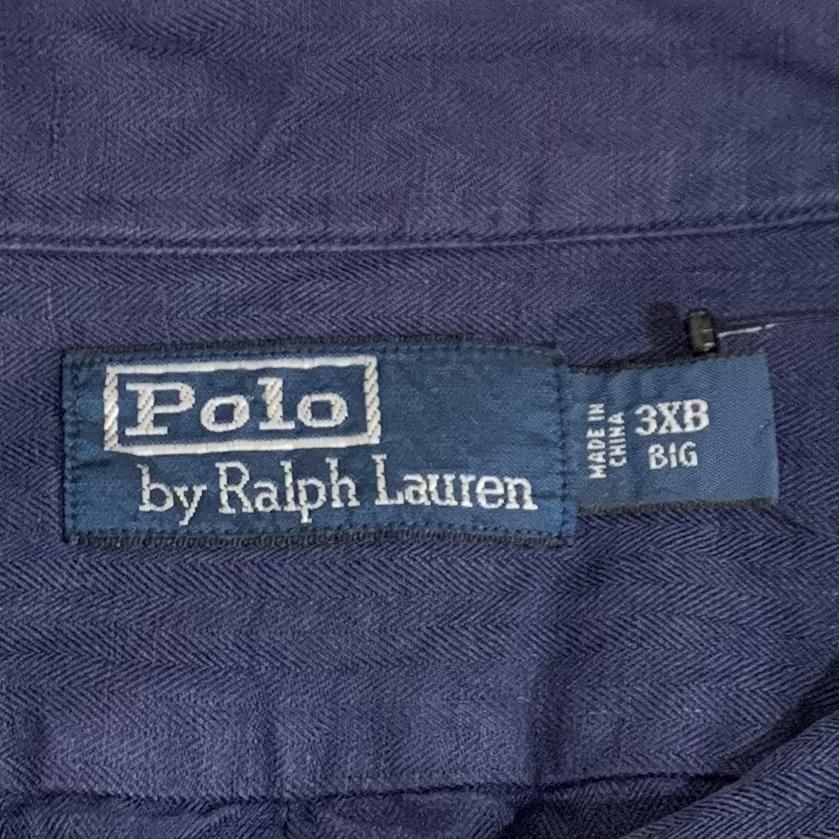 Polo
by Ralph Lauren
MADE IN
CHINA
3XB
BIG